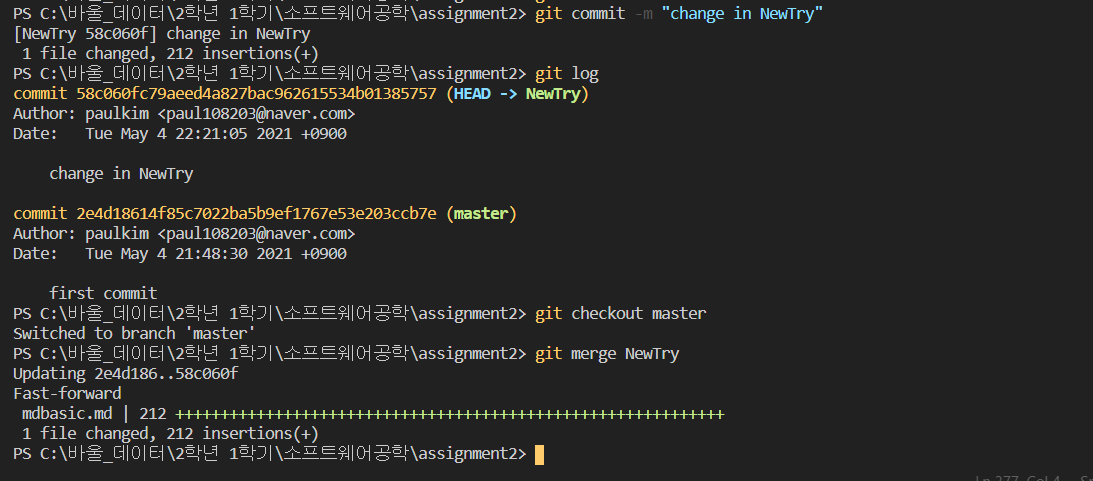 PS C:\바울_데이터\2학년 1학기\소프트웨어공학\assignment2> git commit -m "change in NewTry"
[NewTry 58c060f] change in NewTry
 1 file changed, 212 insertions(+)
PS C:\바울_데이터\2학년 1학기\소프트웨어공학\assignment2> git log
commit 58c060fc79aeed4a827bac962615534b01385757 (HEAD -> NewTry)
Author: paulkim <paul108203@naver.com>
Date:   Tue May 4 22:21:05 2021 +0900
    change in NewTry
commit 2e4d18614f85c7022ba5b9ef1767e53e203ccb7e (master)
Author: paulkim <paul108203@naver.com>
Date:   Tue May 4 21:48:30 2021 +0900
    first commit
PS C:\바울_데이터\2학년 1학기\소프트웨어공학\assignment2> git checkout master
Switched to branch 'master'
PS C:\바울_데이터\2학년 1학기\소프트웨어공학\assignment2> git merge NewTry
Updating 2e4d186..58c060f
Fast-forward
 mdbasic.md | 212 +++++++++++++++++++++++++++++++++++++++++++++++++++++++++++++
 1 file changed, 212 insertions(+)
PS C:\바울_데이터\2학년 1학기\소프트웨어공학\assignment2>